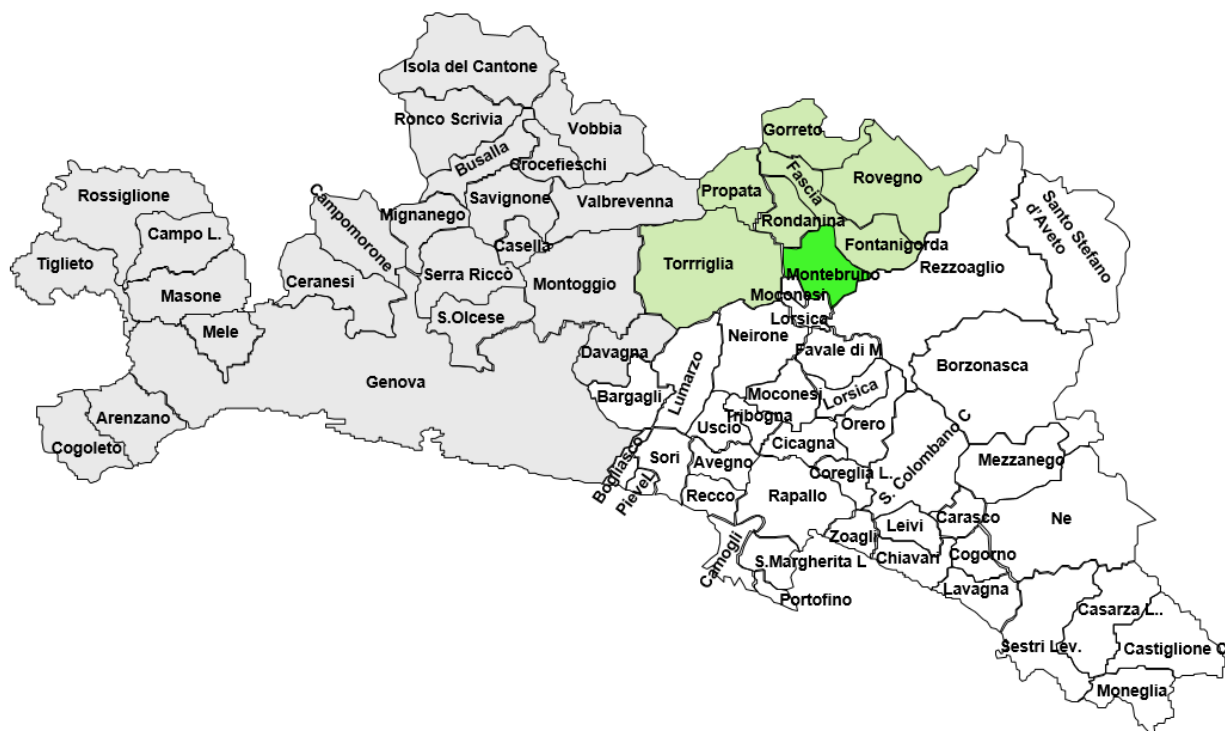 Isola del Cantone
Ronco Scrivia
Vobbia
Gorreto
Busalla
Crocefieschi
Rossiglione
Campomorone
Propata
Fascia
Rovegno
Mignanego
Savignone
Valbrevenna
Santo Stefano
d'Aveto
Campo L.
Rondanina
Casella
Fontanigorda
Tiglieto
Serra Riccò
Torrriglia
Rezzoaglio
Ceranesi
Montoggio
Montebruno
Masone
Moconesi
S.Olcese
Lorsica
Mele
Neirone
Davagna
Favale di M
Genova
Lumarzo
Borzonasca
Bargagli
Moconesi
Lorsica
Arenzano
Tribogna
Uscio
Orero
Cogoleto
Cicagna
S. Colombano C
Bogliasco
Sori
Avegno
Mezzanego
Coreglia L.
PieveL
Recco
Rapallo
Leivi
Carasco
Ne
Zoagli
Camogli
S.Margherita L
Chiavari
Cogorno
Lavagna
Portofino
Casarza L..
Sestri Lev.
Castiglione C
Moneglia